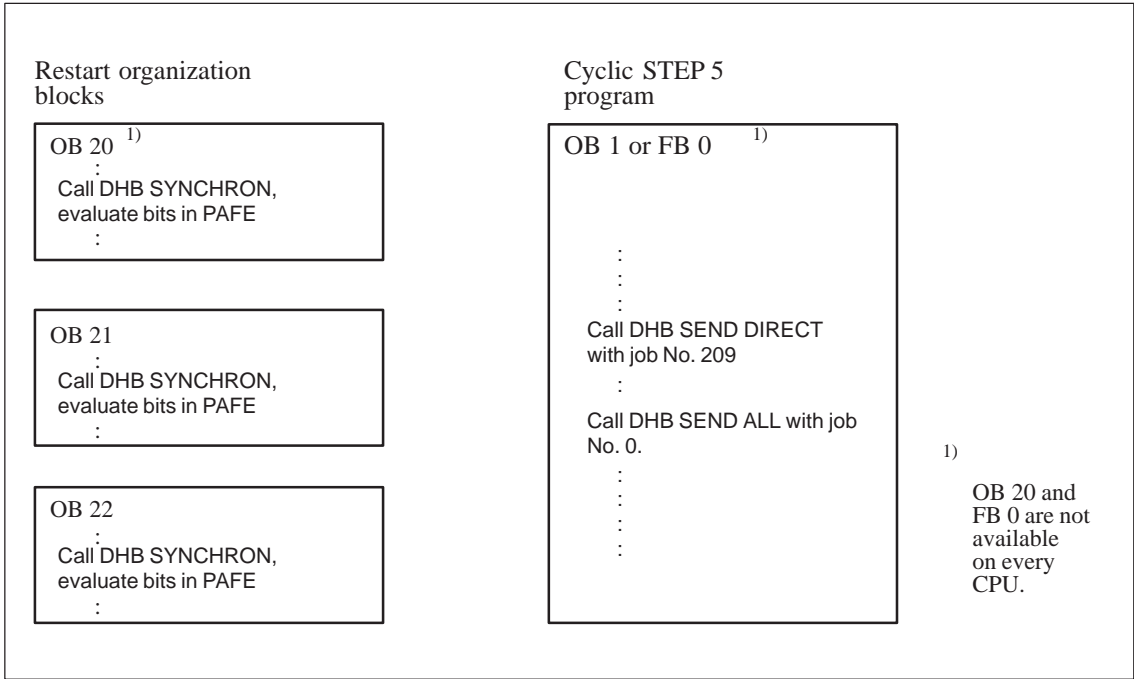 Restart organization
blocks
OB 20 1)
:
Call DHB SYNCHRON,
evaluate bits in PAFE
:
OB 21
:
Call DHB SYNCHRON,
evaluate bits in PAFE
:
OB 22
:
Call DHB SYNCHRON,
evaluate bits in PAFE
:
Cyclic STEP 5
program
OB 1 or FB 0 1)
:
:
:
Call DHB SEND DIRECT
with job No. 209
:
Call DHB SEND ALL with job
No. 0.
:
:
:
:
1)
OB 20 and
FB 0 are not
available
on every
CPU.